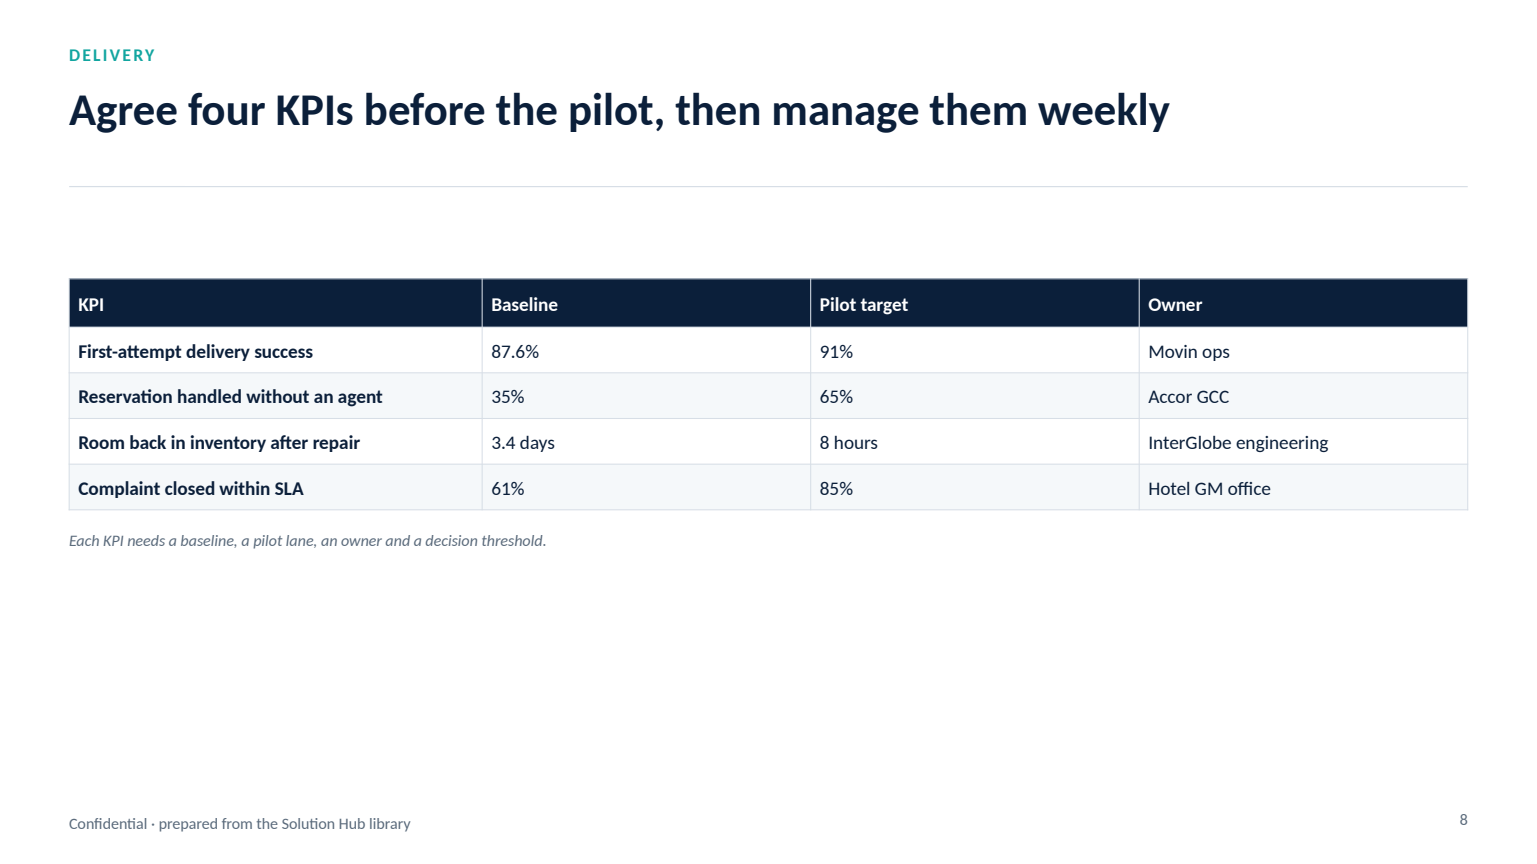 DELIVERY
Agree four KPIs before the pilot, then manage them weekly
KPI Baseline Pilot target Owner
First-attempt delivery success 87.6% 91% Movin ops
Reservation handled without an agent 35% 65% Accor GCC
Room back in inventory after repair 3.4 days 8 hours InterGlobe engineering
Complaint closed within SLA 61% 85% Hotel GM office
Each KPI needs a baseline, a pilot lane, an owner and a decision threshold.
Confidential · prepared from the Solution Hub library
8